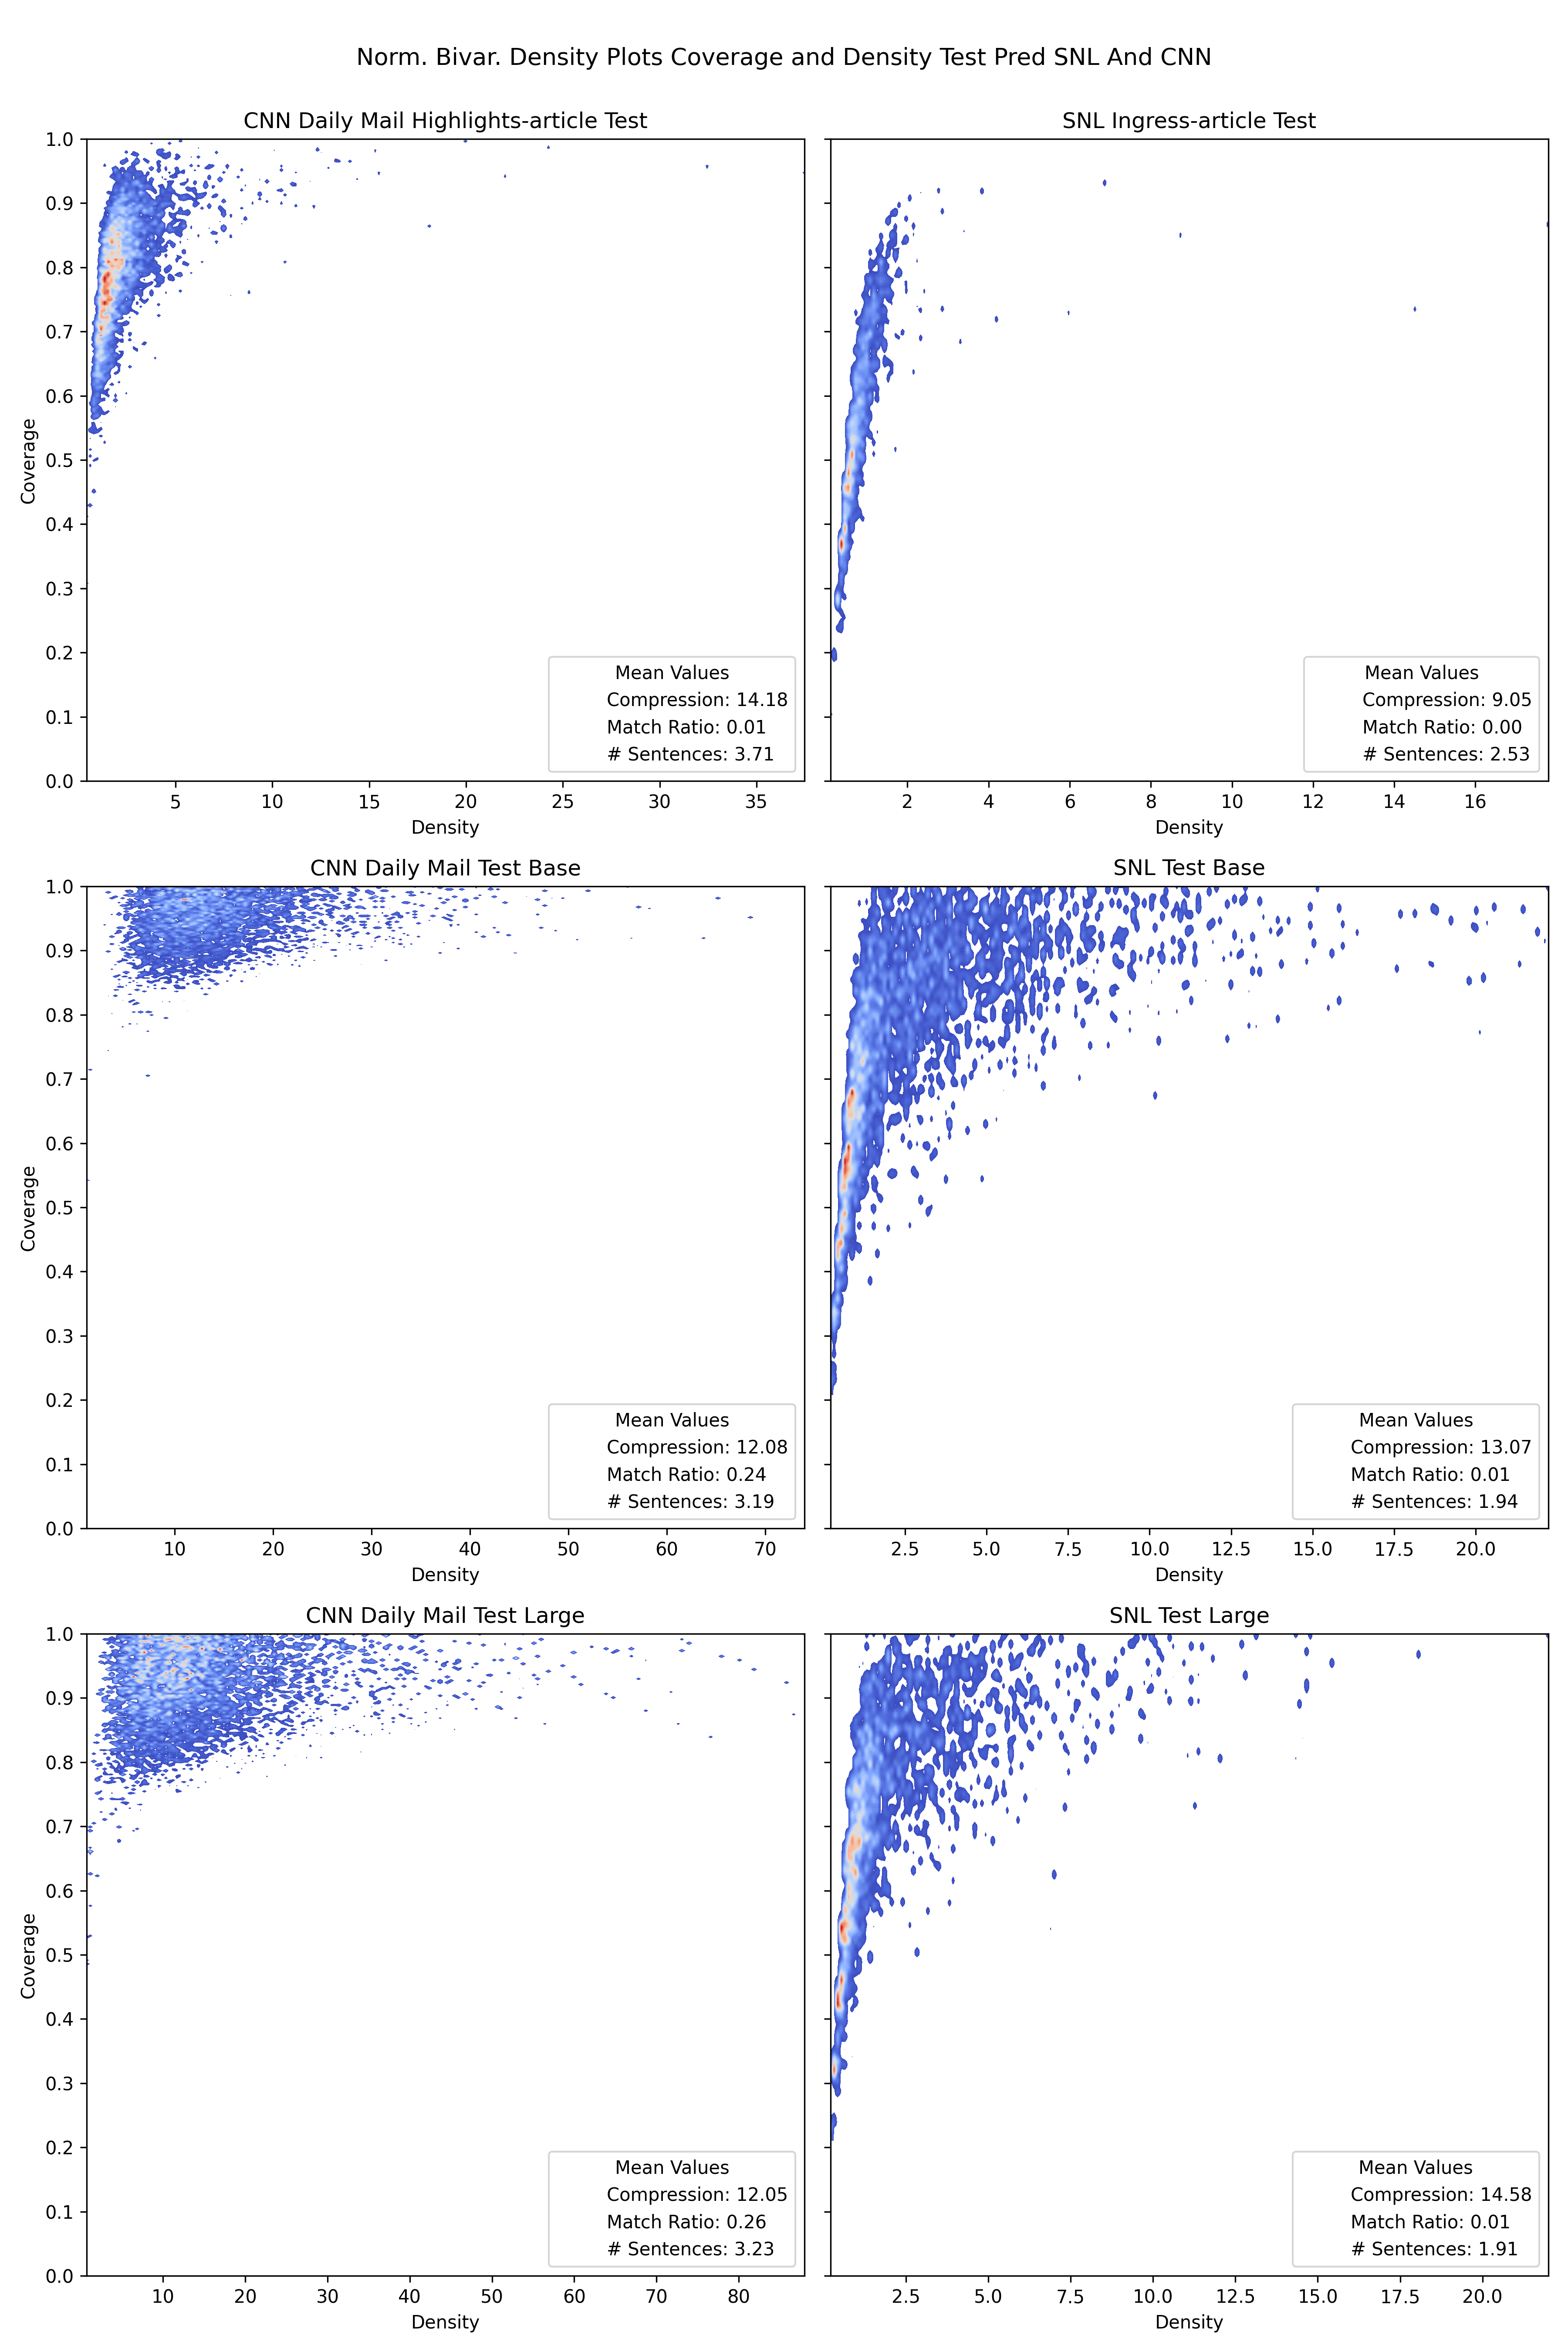 Norm. Bivar. Density Plots Coverage and Density Test Pred SNL And CNN
CNN Daily Mail Highlights-article Test
1.0
0.9
0.8
0.7
0.6
0.5
0.4
0.3
0.2
0.1
0.0
Coverage
Mean Values
Compression: 14.18
Match Ratio: 0.01
# Sentences: 3.71
5 10 15 20 25 30 35
Density
SNL Ingress-article Test
Mean Values
Compression: 9.05
Match Ratio: 0.00
# Sentences: 2.53
2 4 6 8 10 12 14 16
Density
CNN Daily Mail Test Base
1.0
0.9
0.8
0.7
0.6
0.5
0.4
0.3
0.2
0.1
0.0
Coverage
Mean Values
Compression: 12.08
Match Ratio: 0.24
# Sentences: 3.19
10 20 30 40 50 60 70
Density
SNL Test Base
Mean Values
Compression: 13.07
Match Ratio: 0.01
# Sentences: 1.94
2.5 5.0 7.5 10.0 12.5 15.0 17.5 20.0
Density
CNN Daily Mail Test Large
1.0
0.9
0.8
0.7
0.6
0.5
0.4
0.3
0.2
0.1
0.0
Coverage
Mean Values
Compression: 12.05
Match Ratio: 0.26
# Sentences: 3.23
10 20 30 40 50 60 70 80
Density
SNL Test Large
Mean Values
Compression: 14.58
Match Ratio: 0.01
# Sentences: 1.91
2.5 5.0 7.5 10.0 12.5 15.0 17.5 20.0
Density